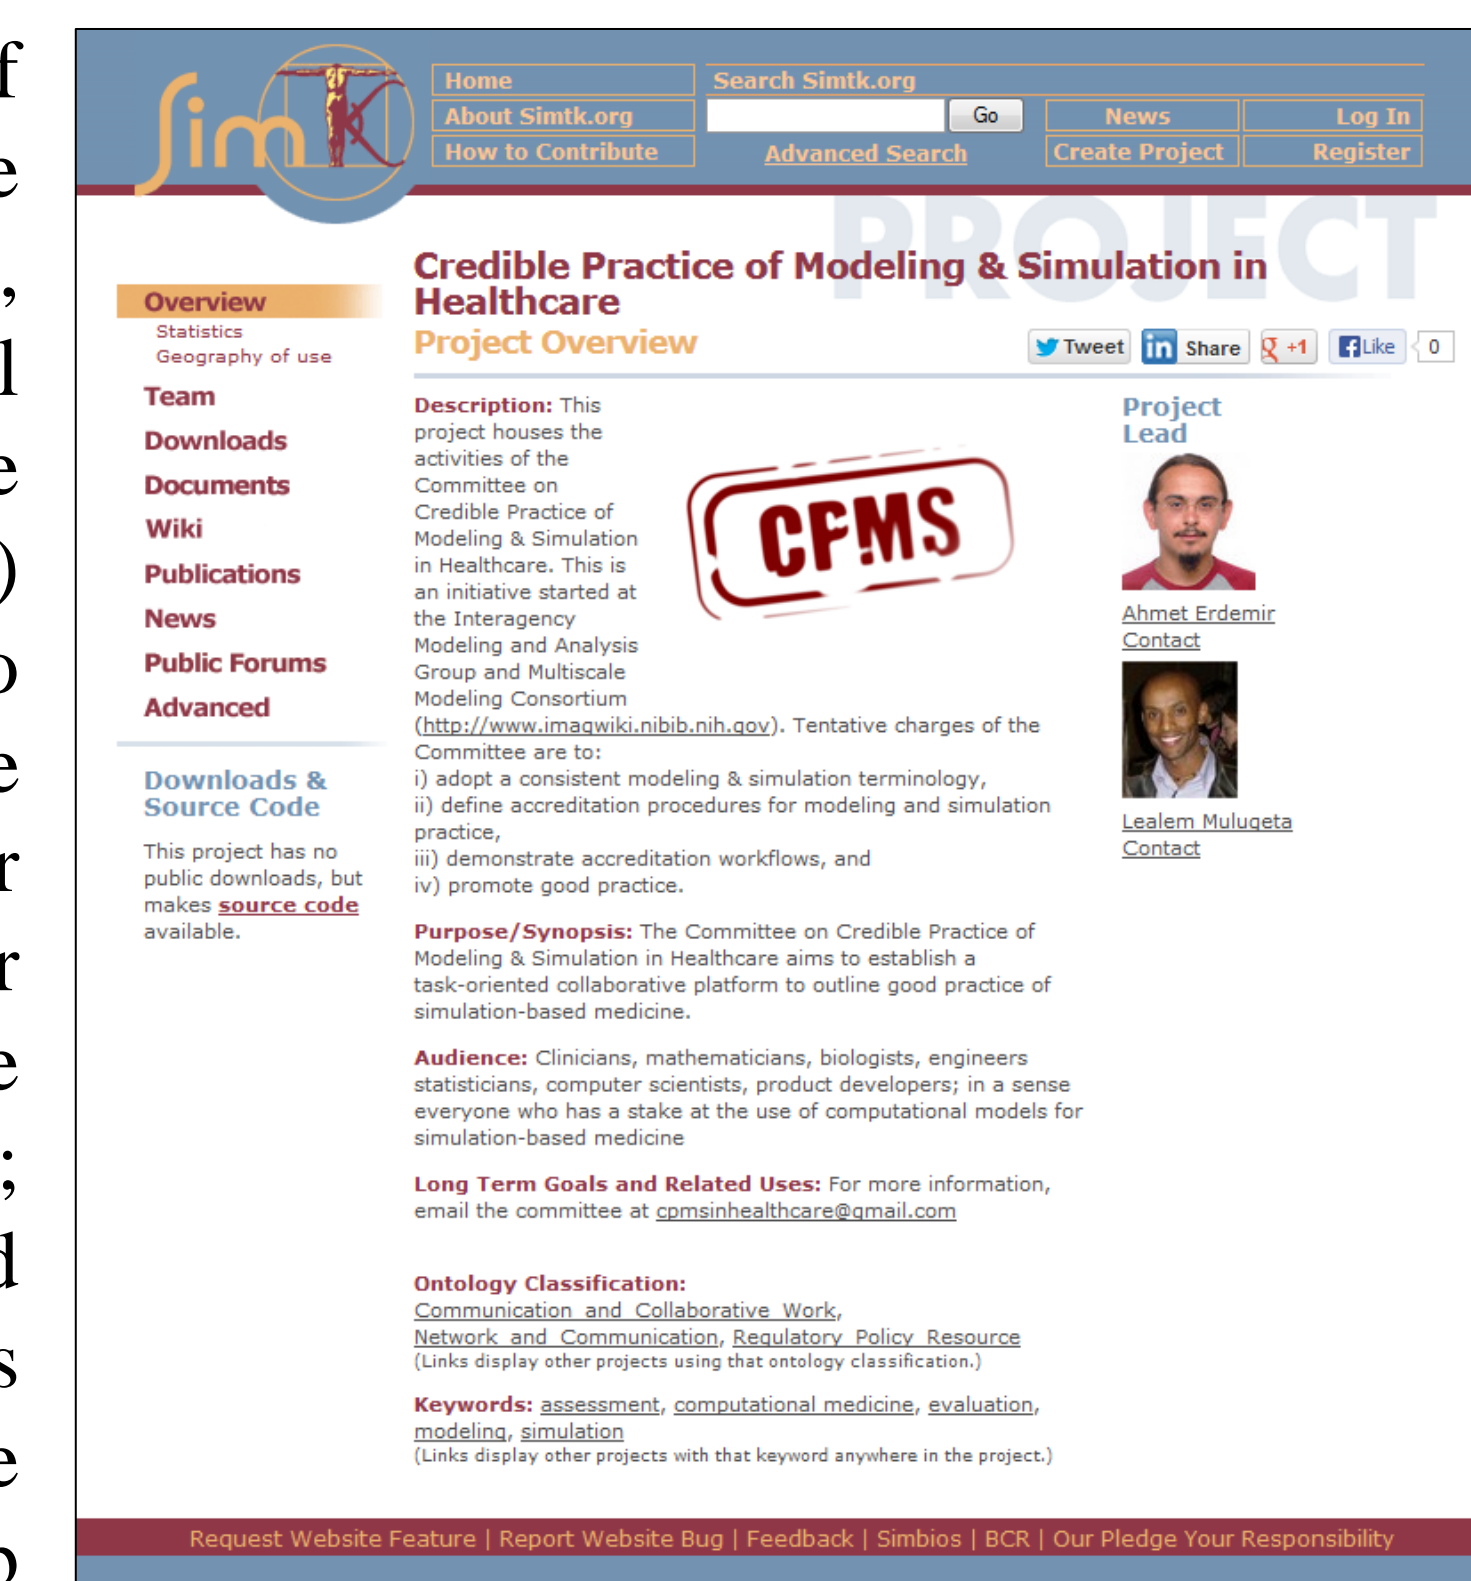 f
e
,
l
e
)
o
e
r
r
e
;
d
s
e
p
SimTK
Home
About Simtk.org
How to Contribute
Search Simtk.org
Go
Advanced Search
News
Log In
Create Project
Register
PROJECT
Credible Practice of Modeling & Simulation in
Healthcare
Project Overview
Tweet
in Share
+1
Like
0
Overview
Statistics
Geography of use
Team
Downloads
Documents
Wiki
Publications
News
Public Forums
Advanced
Downloads &
Source Code
This project has no
public downloads, but
makes source code
available.
Description: This
project houses the
activities of the
Committee on
Credible Practice of
Modeling & Simulation
in Healthcare. This is
an initiative started at
the Interagency
Modeling and Analysis
Group and Multiscale
Modeling Consortium
(http://www.imagwiki.nibib.nih.gov). Tentative charges of the
Committee are to:
i) adopt a consistent modeling & simulation terminology,
ii) define accreditation procedures for modeling and simulation
practice,
iii) demonstrate accreditation workflows, and
iv) promote good practice.
CPMS
Purpose/Synopsis: The Committee on Credible Practice of
Modeling & Simulation in Healthcare aims to establish a
task-oriented collaborative platform to outline good practice of
simulation-based medicine.
Audience: Clinicians, mathematicians, biologists, engineers
statisticians, computer scientists, product developers; in a sense
everyone who has a stake at the use of computational models for
simulation-based medicine
Long Term Goals and Related Uses: For more information,
email the committee at cpmsinhealthcare@gmail.com
Ontology Classification:
Communication_and_Collaborative_Work,
Network_and_Communication, Regulatory_Policy_Resource
(Links display other projects using that ontology classification.)
Keywords: assessment, computational medicine, evaluation,
modeling, simulation
(Links display other projects with that keyword anywhere in the project.)
Project
Lead
Ahmet Erdemir
Contact
Lealem Mulugeta
Contact
Request Website Feature | Report Website Bug | Feedback | Simbios | BCR | Our Pledge Your Responsibility